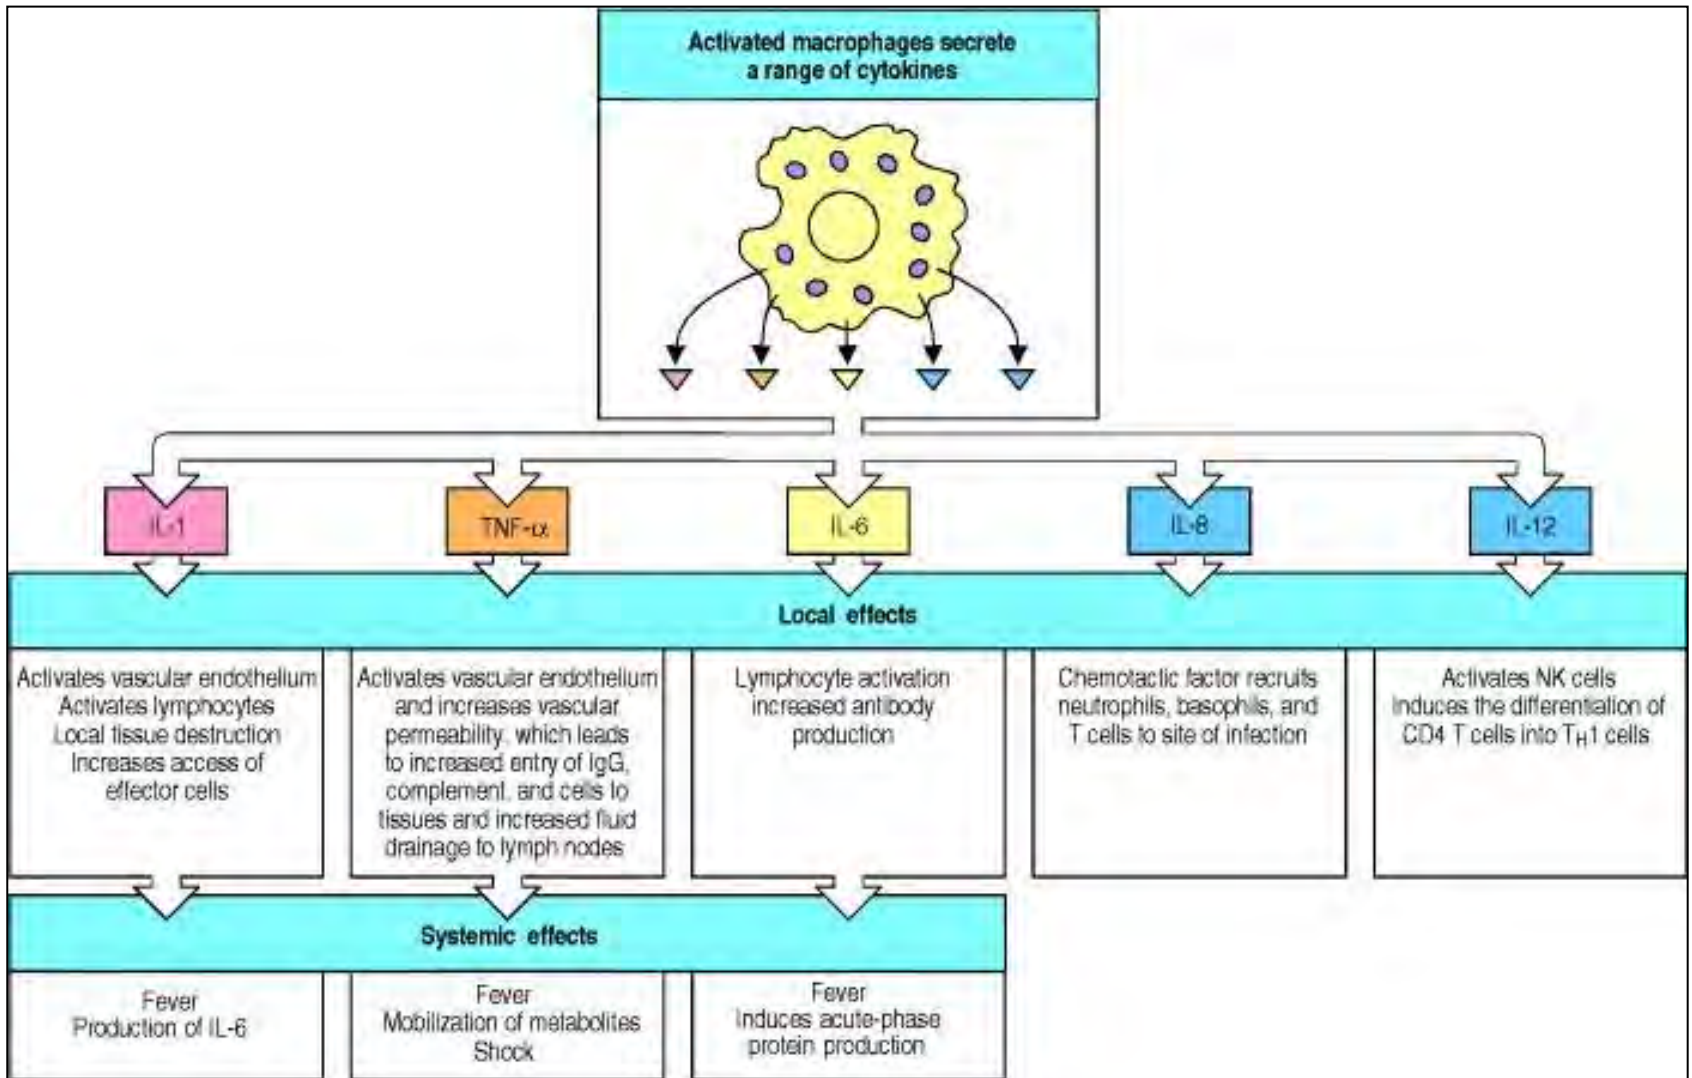 Activated macrophages secrete
a range of cytokines
IL-1
TNF-α
IL-6
IL-8
IL-12
Local effects
Activates vascular endothelium
Activates lymphocytes
Local tissue destruction
Increases access of
effector cells
Activates vascular endothelium
and increases vascular
permeability, which leads
to increased entry of IgG,
complement, and cells to
tissues and increased fluid
drainage to lymph nodes
Lymphocyte activation
increased antibody
production
Chemotactic factor recruits
neutrophils, basophils, and
T cells to site of infection
Activates NK cells
Induces the differentiation of
CD4 T cells into TH1 cells
Systemic effects
Fever
Production of IL-6
Fever
Mobilization of metabolites
Shock
Fever
Induces acute-phase
protein production